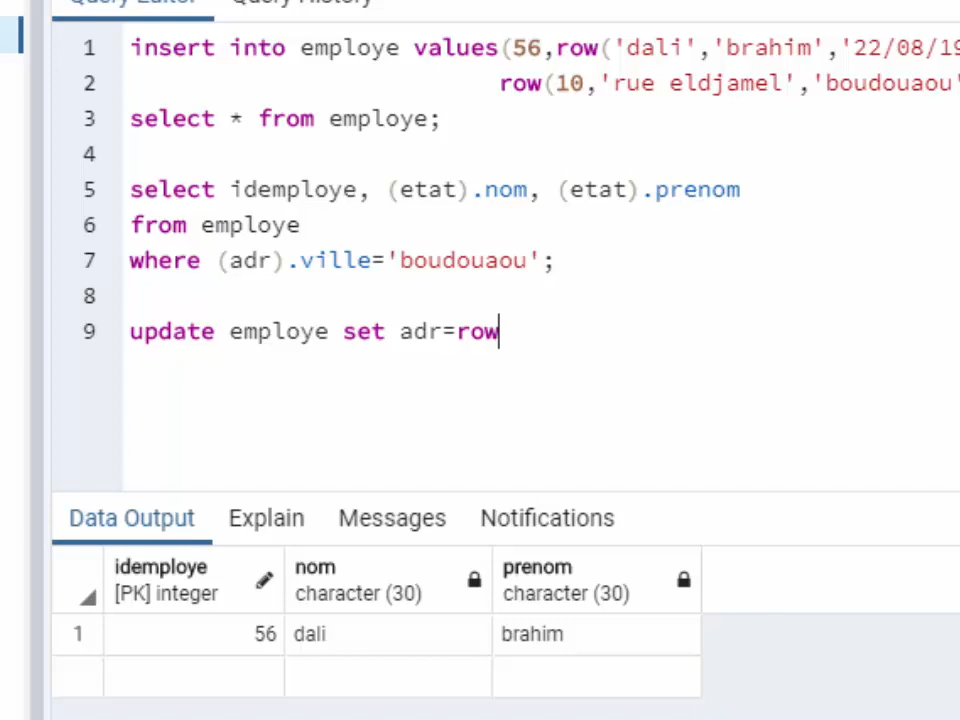 Query Editor Query History
1 insert into employe values(56,row('dali','brahim','22/08/19
2 row(10,'rue eldjamel','boudouaou'
3 select * from employe;
4
5 select idemploye, (etat).nom, (etat).prenom
6 from employe
7 where (adr).ville='boudouaou';
8
9 update employe set adr=row
Data Output Explain Messages Notifications
idemploye nom prenom
[PK] integer character (30) character (30)
1 56 dali brahim